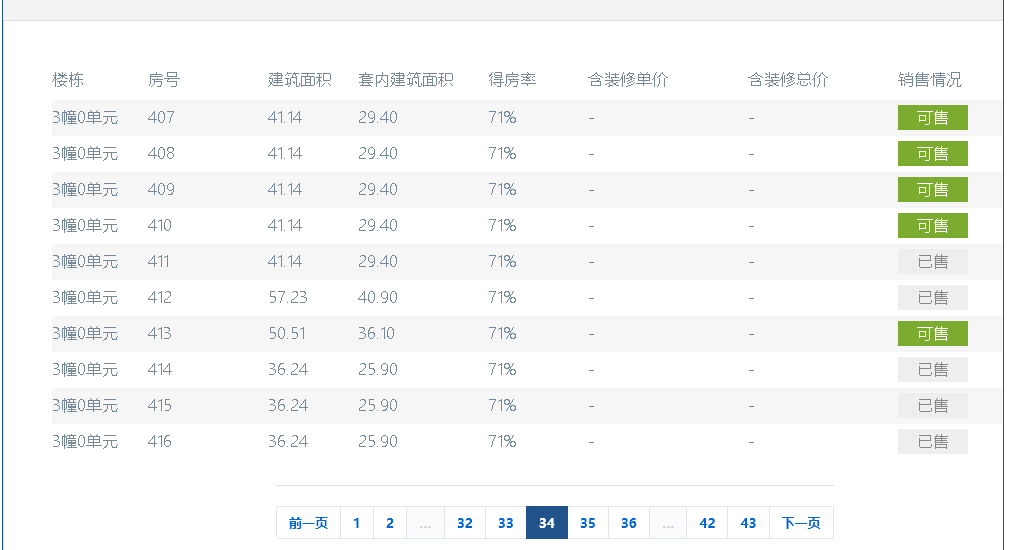 楼栋 房号 建筑面积 套内建筑面积 得房率 含装修单价 含装修总价 销售情况
3幢0单元 407 41.14 29.40 71% - - 可售
3幢0单元 408 41.14 29.40 71% - - 可售
3幢0单元 409 41.14 29.40 71% - - 可售
3幢0单元 410 41.14 29.40 71% - - 可售
3幢0单元 411 41.14 29.40 71% - - 已售
3幢0单元 412 57.23 40.90 71% - - 已售
3幢0单元 413 50.51 36.10 71% - - 可售
3幢0单元 414 36.24 25.90 71% - - 已售
3幢0单元 415 36.24 25.90 71% - - 已售
3幢0单元 416 36.24 25.90 71% - - 已售
前一页 1 2 ... 32 33 34 35 36 ... 42 43 下一页